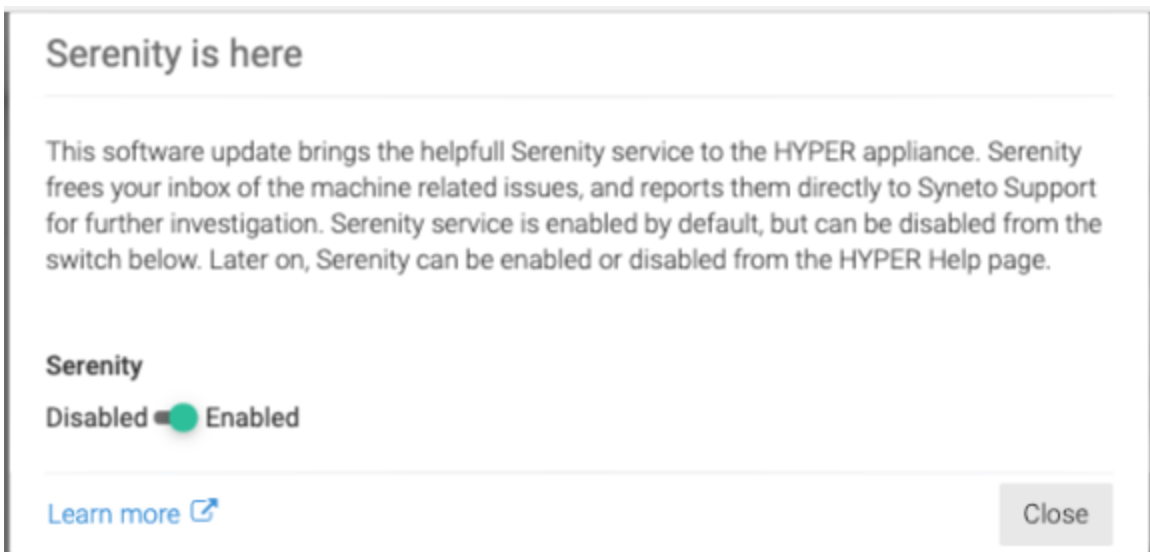 Serenity is here
This software update brings the helpfull Serenity service to the HYPER appliance. Serenity
frees your inbox of the machine related issues, and reports them directly to Syneto Support
for further investigation. Serenity service is enabled by default, but can be disabled from the
switch below. Later on, Serenity can be enabled or disabled from the HYPER Help page.
Serenity
Disabled Enabled
Learn more Close